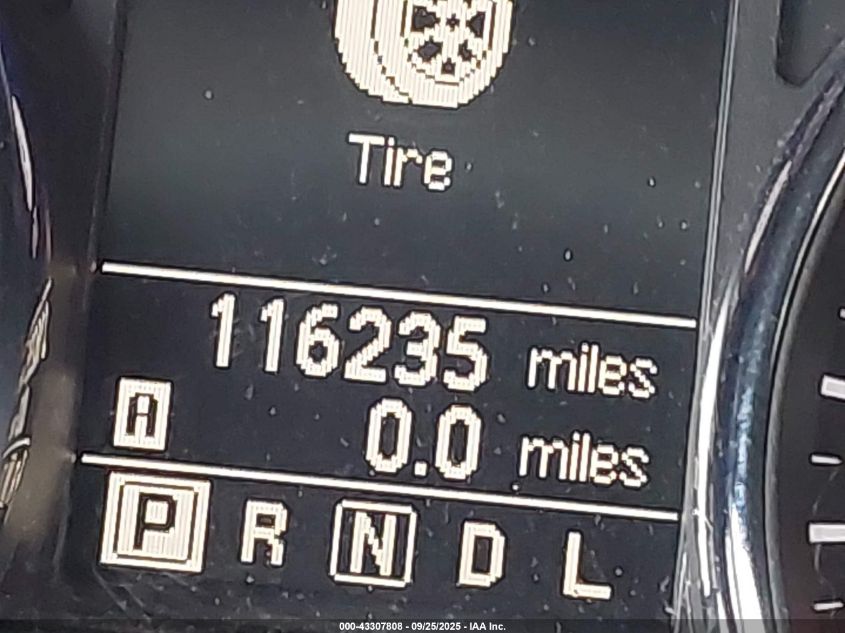 Tire
116235 miles
A 0.0 miles
P R N D L
000-43307808 - 09/25/2025 - IAA Inc.